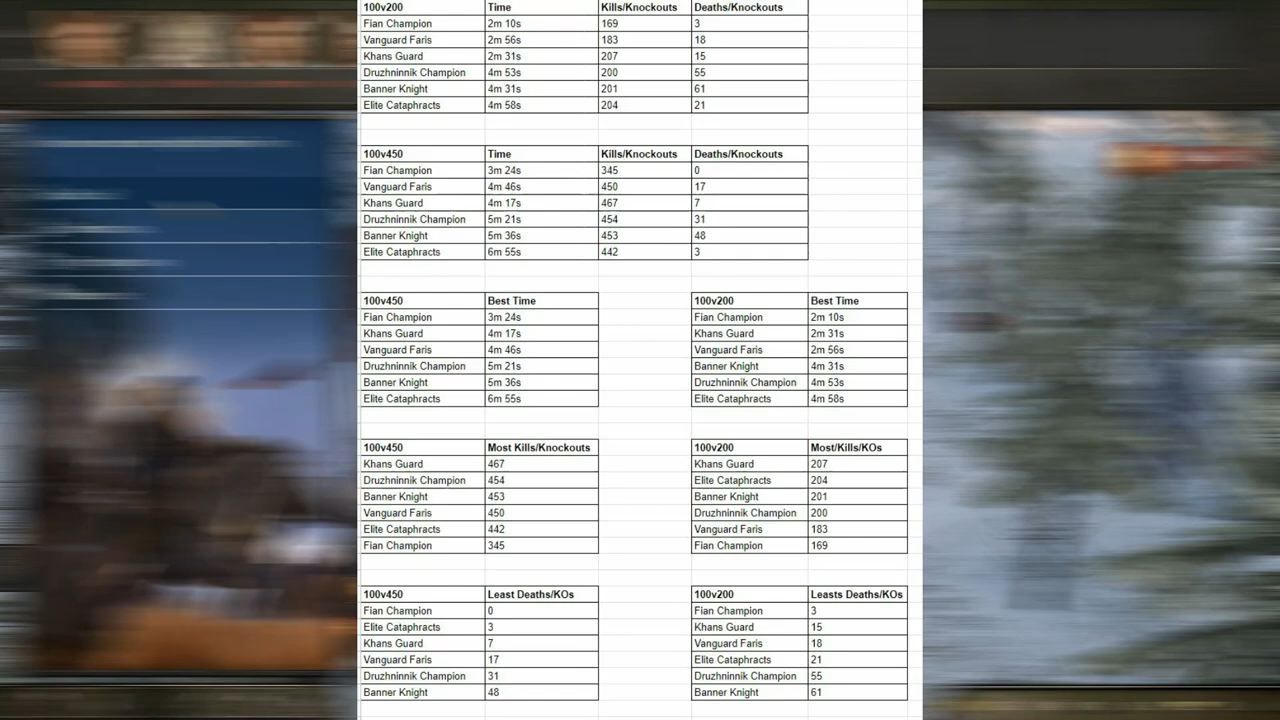 100v200 Time Kills/Knockouts Deaths/Knockouts
Fian Champion 2m 10s 169 3
Vanguard Faris 2m 56s 183 18
Khans Guard 2m 31s 207 15
Druzhninnik Champion 4m 53s 200 55
Banner Knight 4m 31s 201 61
Elite Cataphracts 4m 58s 204 21
100v450 Time Kills/Knockouts Deaths/Knockouts
Fian Champion 3m 24s 345 0
Vanguard Faris 4m 46s 450 17
Khans Guard 4m 17s 467 7
Druzhninnik Champion 5m 21s 454 31
Banner Knight 5m 36s 453 48
Elite Cataphracts 6m 55s 442 3
100v450 Best Time 100v200 Best Time
Fian Champion 3m 24s Fian Champion 2m 10s
Khans Guard 4m 17s Khans Guard 2m 31s
Vanguard Faris 4m 46s Vanguard Faris 2m 56s
Druzhninnik Champion 5m 21s Banner Knight 4m 31s
Banner Knight 5m 36s Druzhninnik Champion 4m 53s
Elite Cataphracts 6m 55s Elite Cataphracts 4m 58s
100v450 Most Kills/Knockouts 100v200 Most/Kills/KOs
Khans Guard 467 Khans Guard 207
Druzhninnik Champion 454 Elite Cataphracts 204
Banner Knight 453 Banner Knight 201
Vanguard Faris 450 Druzhninnik Champion 200
Elite Cataphracts 442 Vanguard Faris 183
Fian Champion 345 Fian Champion 169
100v450 Least Deaths/KOs 100v200 Leasts Deaths/KOs
Fian Champion 0 Fian Champion 3
Elite Cataphracts 3 Khans Guard 15
Khans Guard 7 Vanguard Faris 18
Vanguard Faris 17 Elite Cataphracts 21
Druzhninnik Champion 31 Druzhninnik Champion 55
Banner Knight 48 Banner Knight 61